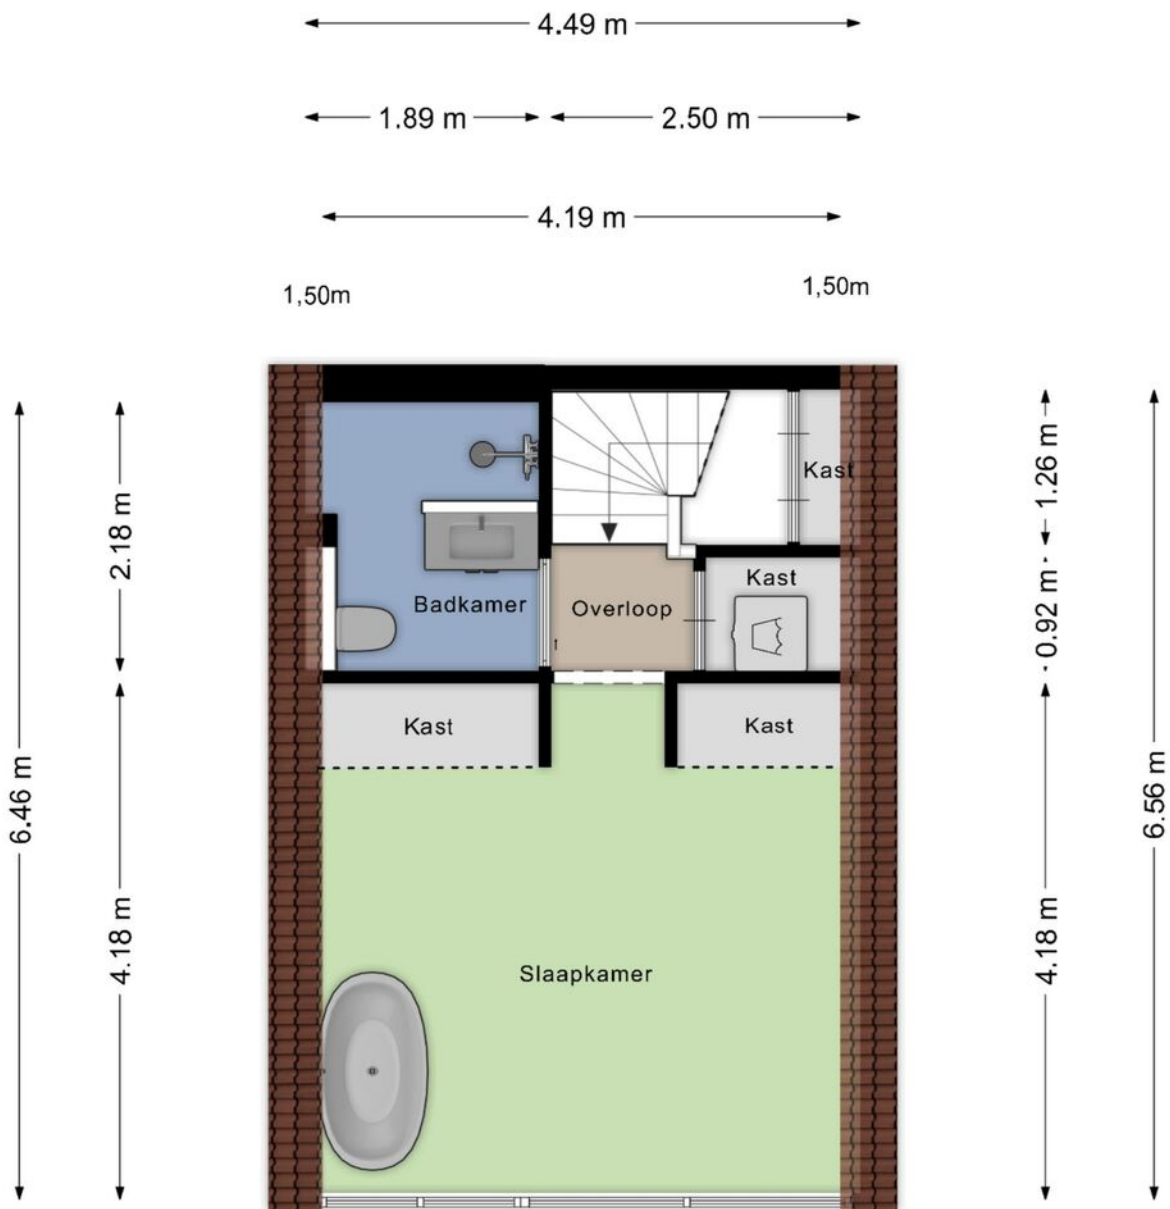 4.49 m
1.89 m
2.50 m
4.19 m
1,50m
1,50m
2.18 m
1.26 m
Kast
Kast
0.92 m
Badkamer
Overloop
Kast
Kast
6.46 m
6.56 m
4.18 m
4.18 m
Slaapkamer